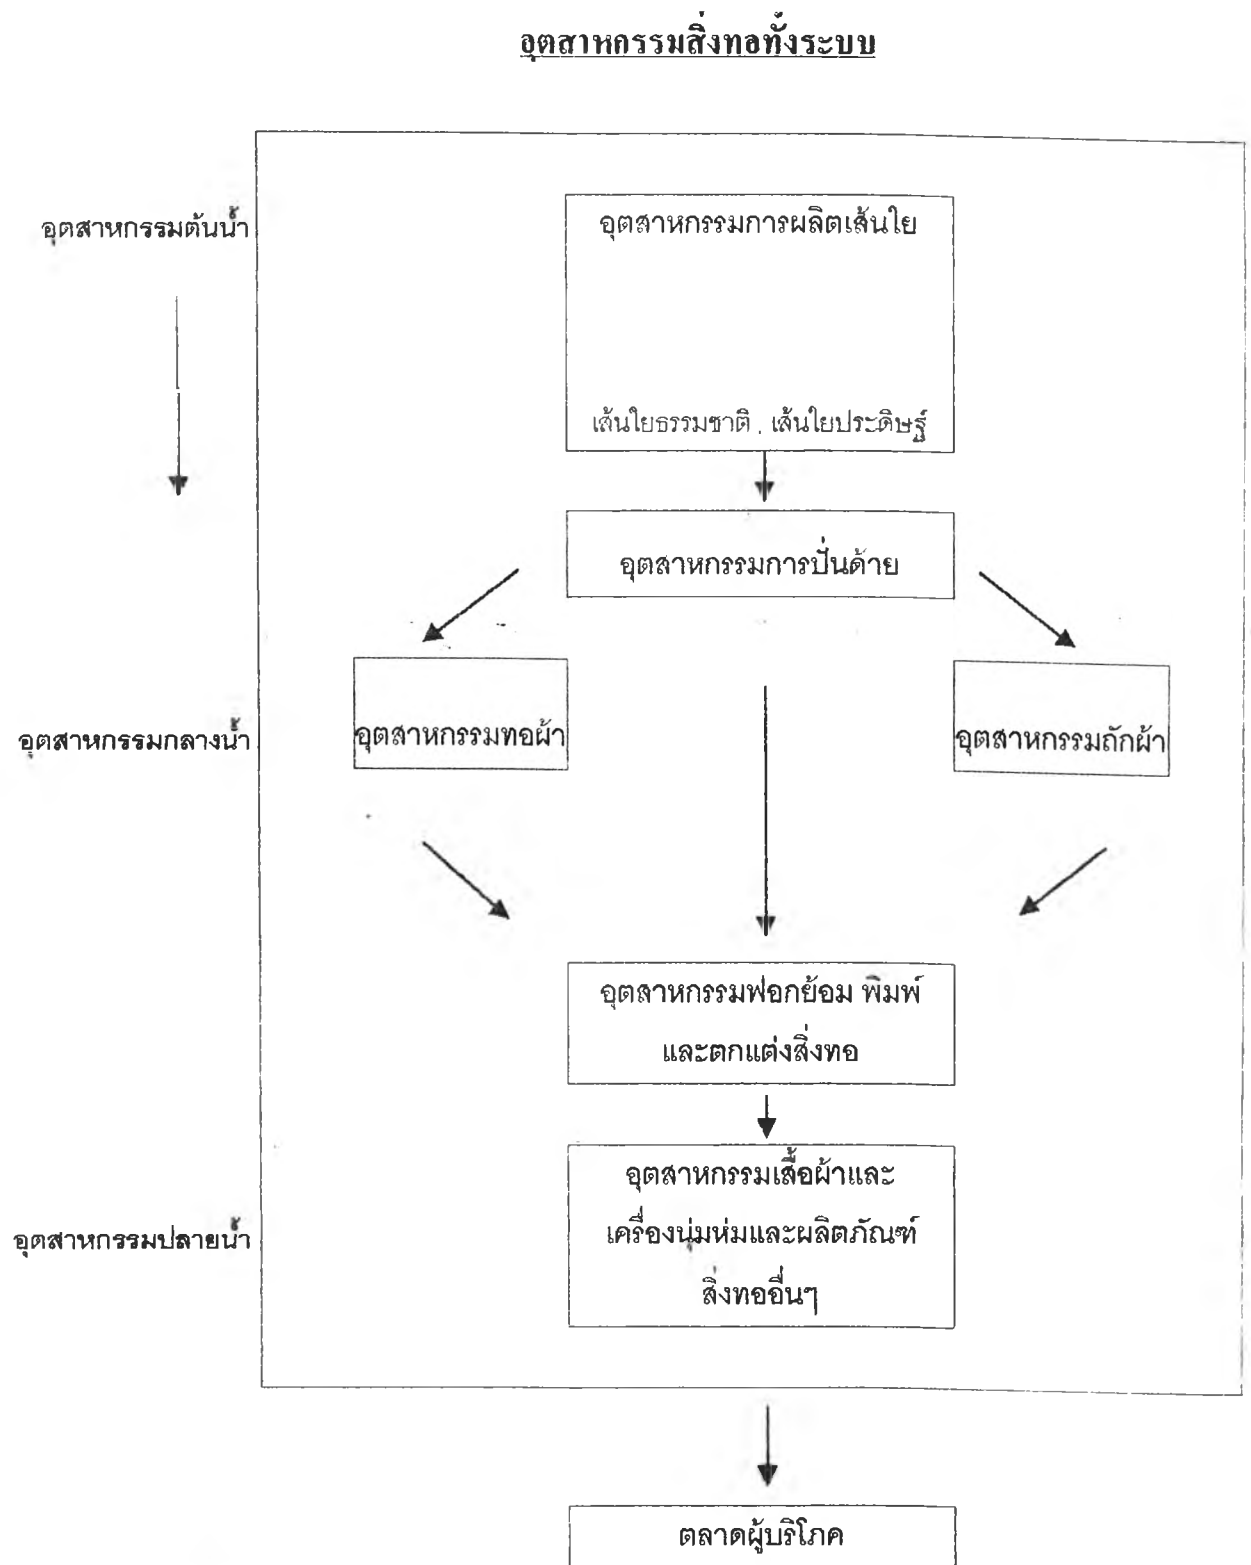 อุตสาหกรรมสิ่งทอทั้งระบบ
อุตสาหกรรมต้นน้ำ
อุตสาหกรรมการผลิตเส้นใย
เส้นใยธรรมชาติ , เส้นใยประดิษฐ์
อุตสาหกรรมการปั่นด้าย
อุตสาหกรรมกลางน้ำ
อุตสาหกรรมทอผ้า
อุตสาหกรรมถักผ้า
อุตสาหกรรมฟอกย้อม พิมพ์
และตกแต่งสิ่งทอ
อุตสาหกรรมปลายน้ำ
อุตสาหกรรมเสื้อผ้าและ
เครื่องนุ่มห่มและผลิตภัณฑ์
สิ่งทออื่นๆ
ตลาดผู้บริโภค